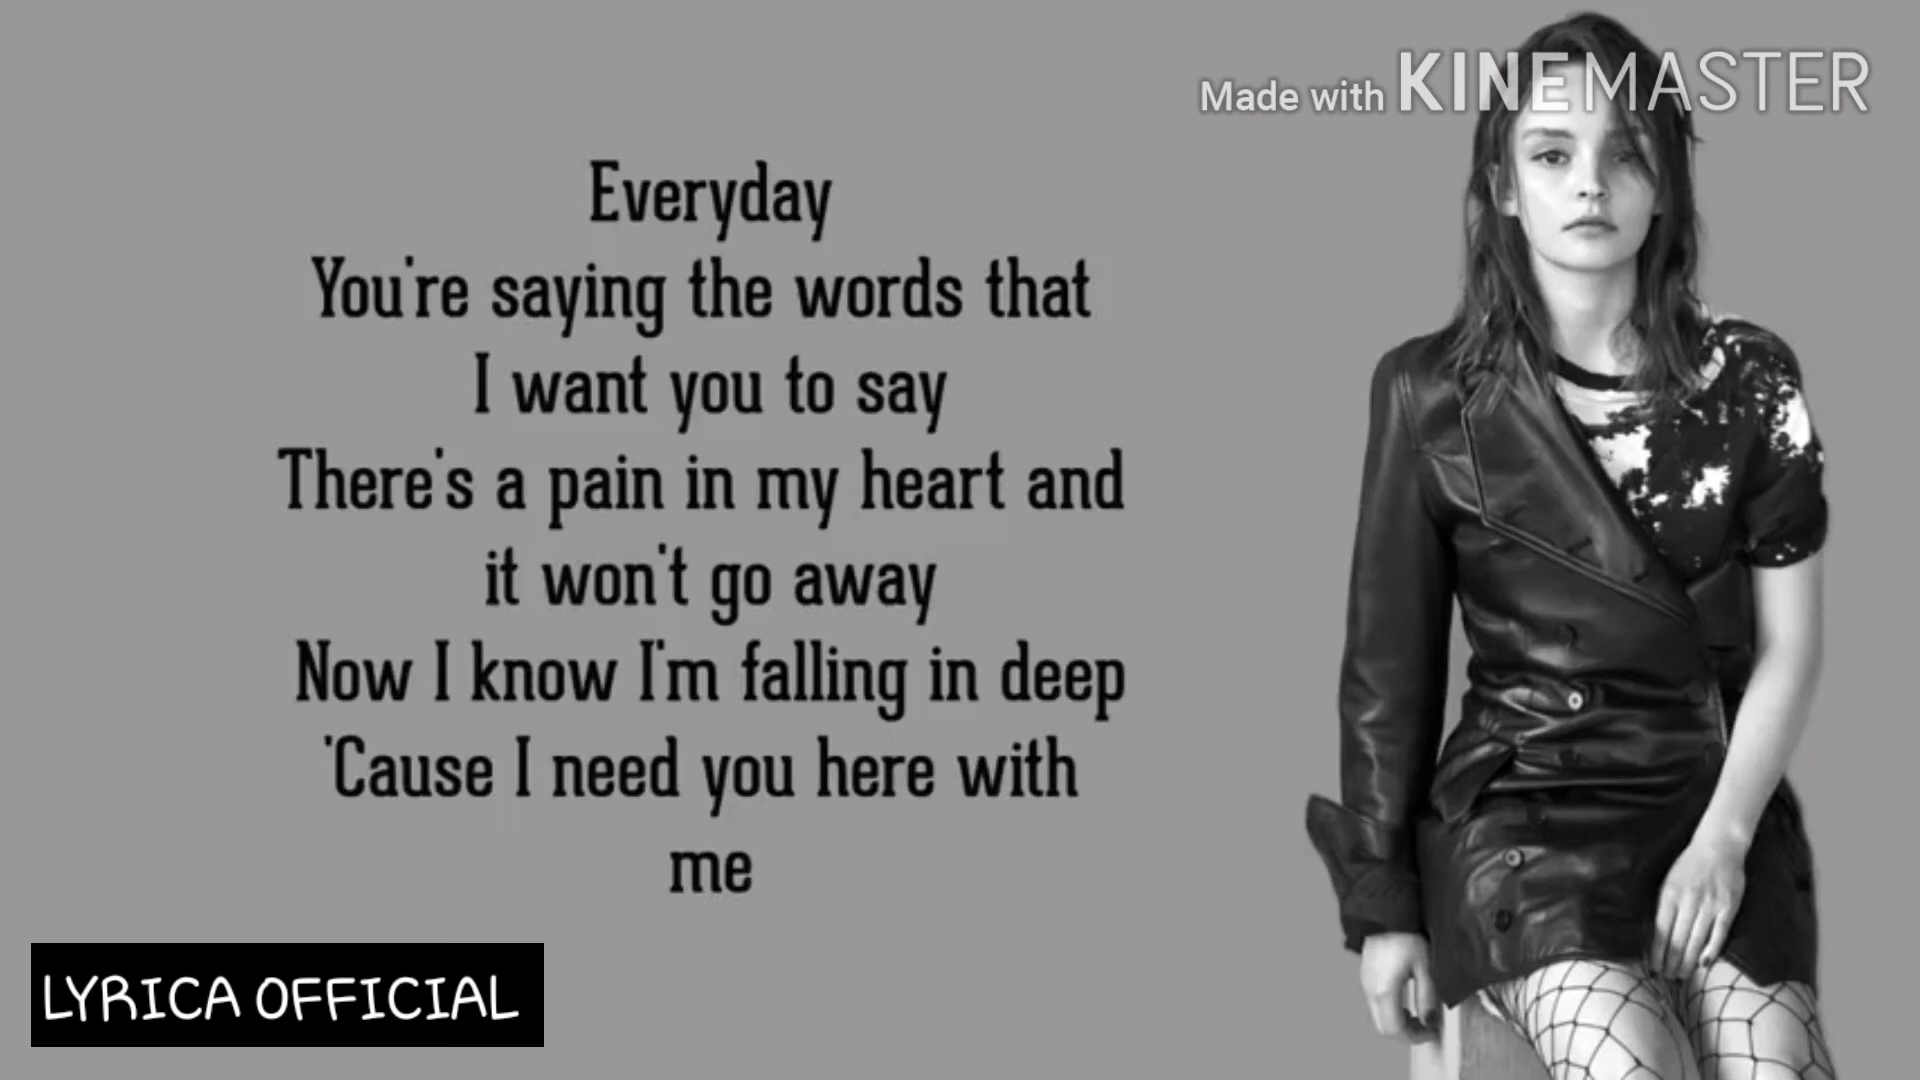 Made with KINEMASTER
Everyday
You're saying the words that
I want you to say
There's a pain in my heart and
it won't go away
Now I know I'm falling in deep
'Cause I need you here with
me
LYRICA OFFICIAL